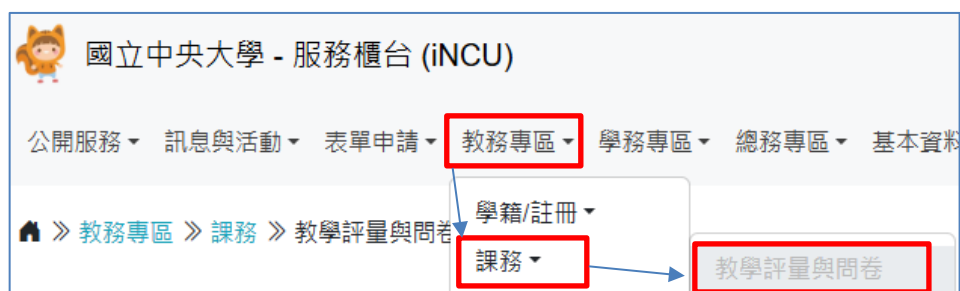 國立中央大學 - 服務櫃台 (iNCU)
公開服務 訊息與活動 表單申請 教務專區 學務專區 總務專區 基本資料
學籍/註冊
≫ 教務專區 ≫ 課務 ≫ 教學評量與問卷
課務
教學評量與問卷